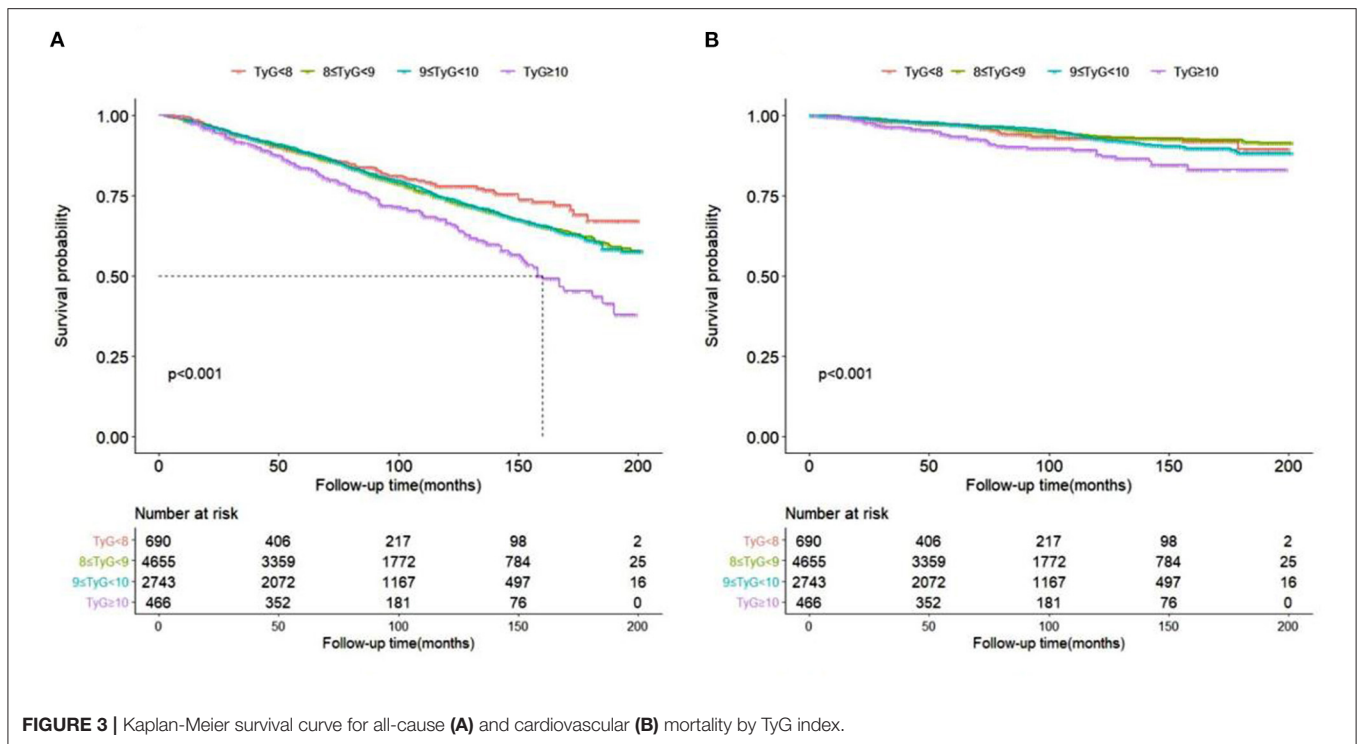 A
TyG<8 8≤TyG<9 9≤TyG<10 TyG≥10
1.00
0.75
0.50
0.25
0.00
Survival probability
p<0.001
0 50 100 150 200
Follow-up time(months)
Number at risk
TyG<8 690 406 217 98 2
8≤TyG<9 4655 3359 1772 784 25
9≤TyG<10 2743 2072 1167 497 16
TyG≥10 466 352 181 76 0
0 50 100 150 200
Follow-up time(months)
B
TyG<8 8≤TyG<9 9≤TyG<10 TyG≥10
1.00
0.75
0.50
0.25
0.00
Survival probability
p<0.001
0 50 100 150 200
Follow-up time(months)
Number at risk
TyG<8 690 406 217 98 2
8≤TyG<9 4655 3359 1772 784 25
9≤TyG<10 2743 2072 1167 497 16
TyG≥10 466 352 181 76 0
0 50 100 150 200
Follow-up time(months)
FIGURE 3 | Kaplan-Meier survival curve for all-cause (A) and cardiovascular (B) mortality by TyG index.